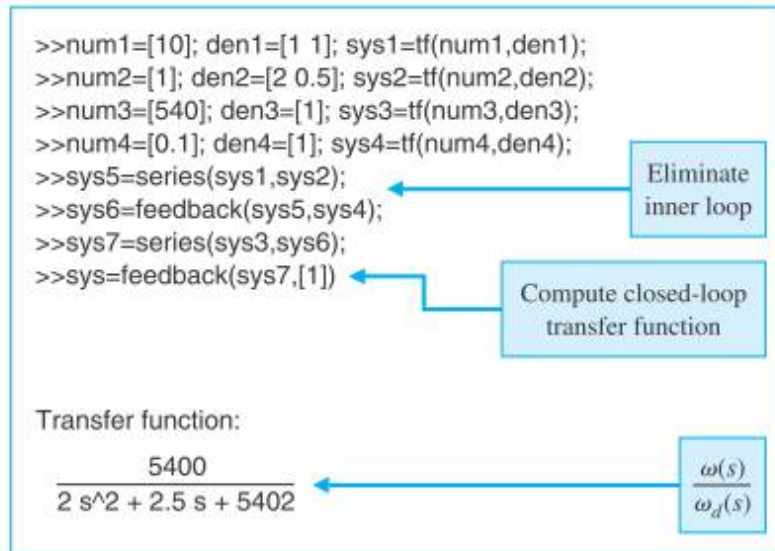 >>num1=[10]; den1=[1 1]; sys1=tf(num1,den1);
>>num2=[1]; den2=[2 0.5]; sys2=tf(num2,den2);
>>num3=[540]; den3=[1]; sys3=tf(num3,den3);
>>num4=[0.1]; den4=[1]; sys4=tf(num4,den4);
>>sys5=series(sys1,sys2);
>>sys6=feedback(sys5,sys4);
>>sys7=series(sys3,sys6);
>>sys=feedback(sys7,[1])
Eliminate
inner loop
Compute closed-loop
transfer function
Transfer function:
5400
2 s^2 + 2.5 s + 5402
ω(s)
ω_d(s)